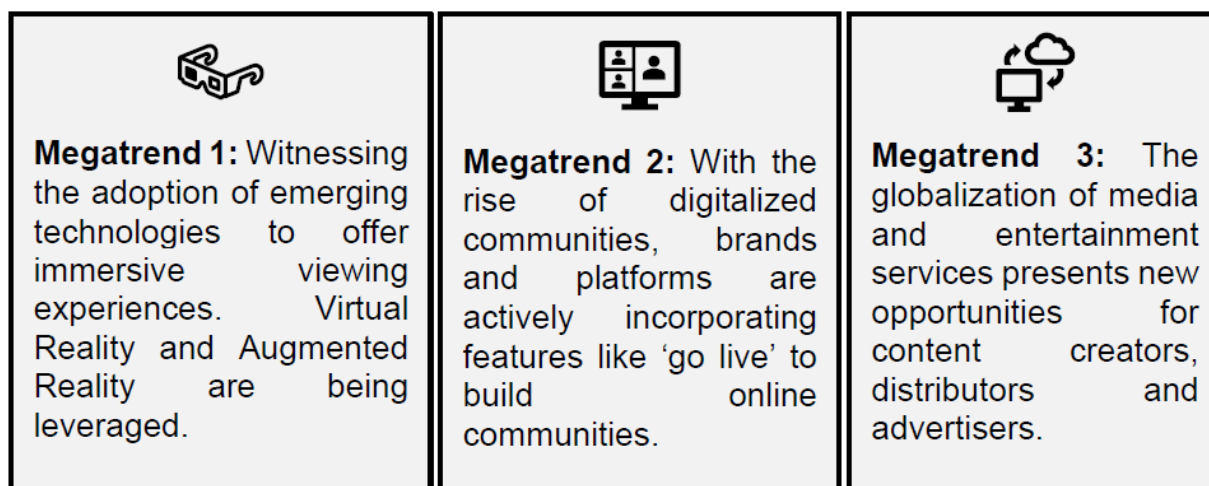 Megatrend 1: Witnessing
the adoption of emerging
technologies to offer
immersive viewing
experiences. Virtual
Reality and Augmented
Reality are being
leveraged.
Megatrend 2: With the
rise of digitalized
communities, brands
and platforms are
actively incorporating
features like ‘go live’ to
build online
communities.
Megatrend 3: The
globalization of media
and entertainment
services presents new
opportunities for
content creators,
distributors and
advertisers.